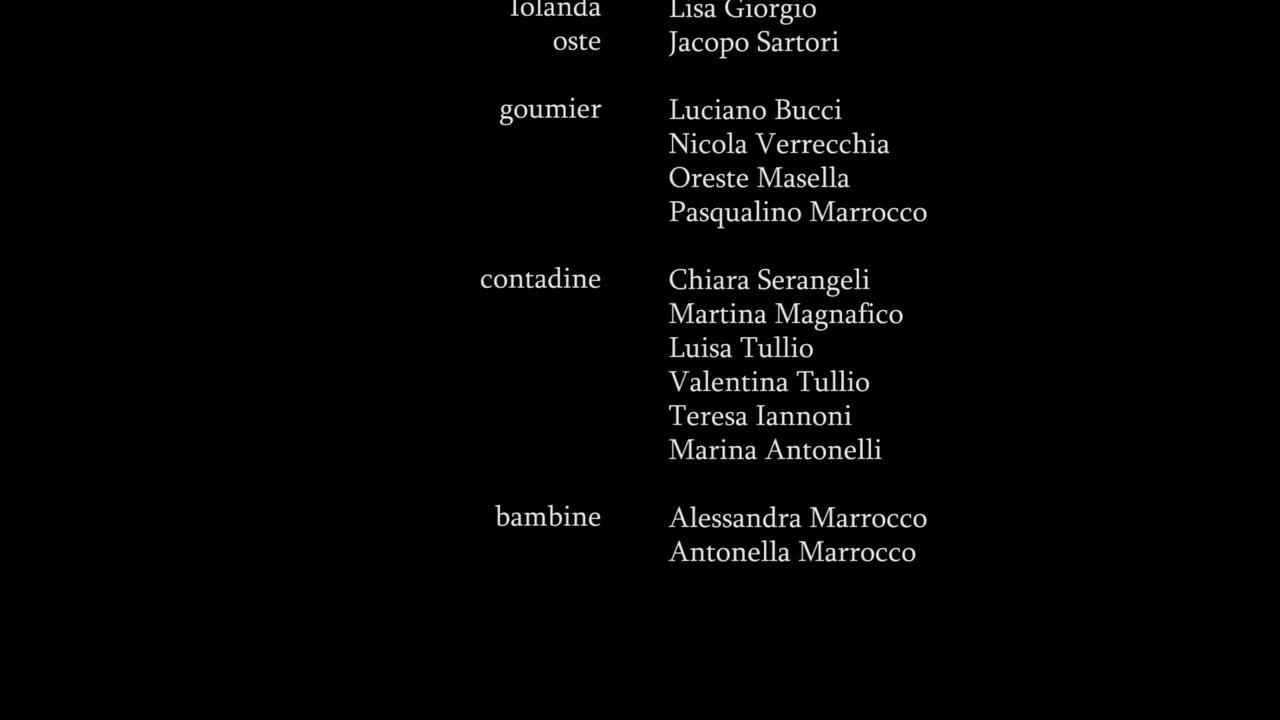 Iolanda Lisa Giorgio
oste Jacopo Sartori
goumier Luciano Bucci
Nicola Verrecchia
Oreste Masella
Pasqualino Marrocco
contadine Chiara Serangeli
Martina Magnafico
Luisa Tullio
Valentina Tullio
Teresa Iannoni
Marina Antonelli
bambine Alessandra Marrocco
Antonella Marrocco